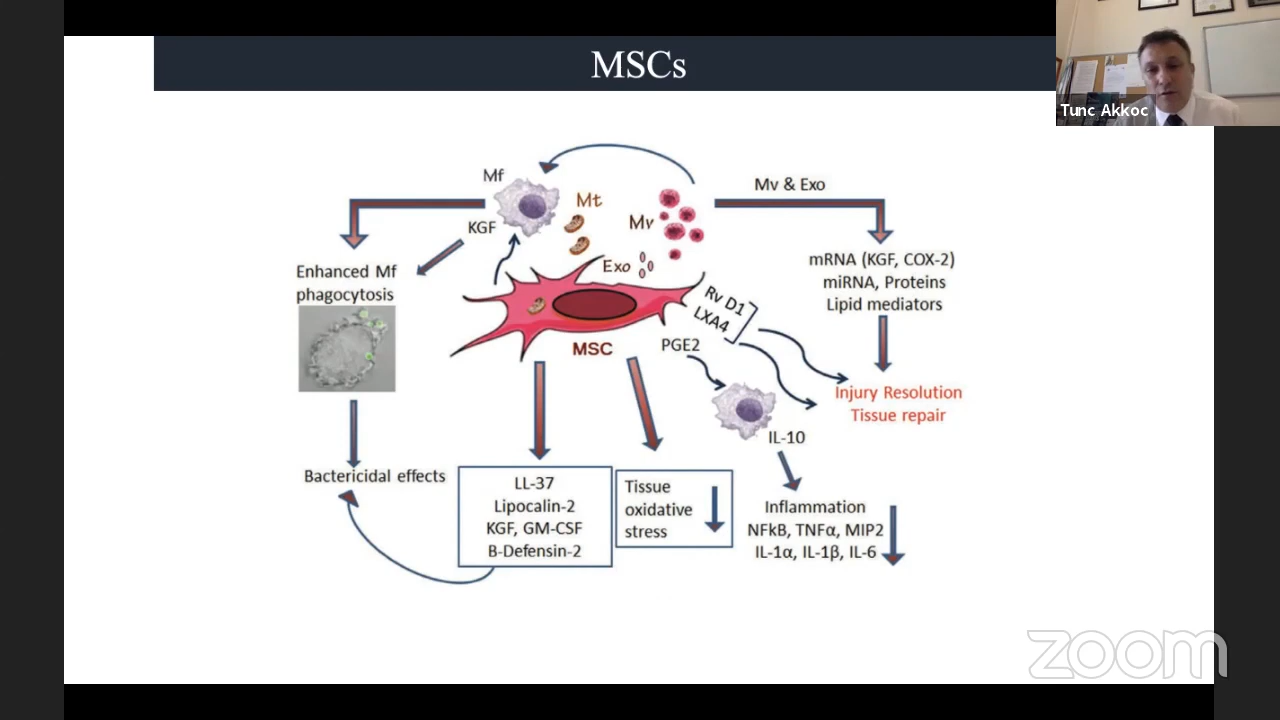 MSCs
Tunc Akkoc
Mf
Mt
Mv
Mv & Exo
KGF
Exo
Enhanced Mf
phagocytosis
mRNA (KGF, COX-2)
miRNA, Proteins
Lipid mediators
Rv D1
LXA4
MSC
PGE2
Injury Resolution
Tissue repair
IL-10
Bactericidal effects
LL-37
Lipocalin-2
KGF, GM-CSF
B-Defensin-2
Tissue
oxidative
stress
Inflammation
NFkB, TNFα, MIP2
IL-1α, IL-1β, IL-6
zoom